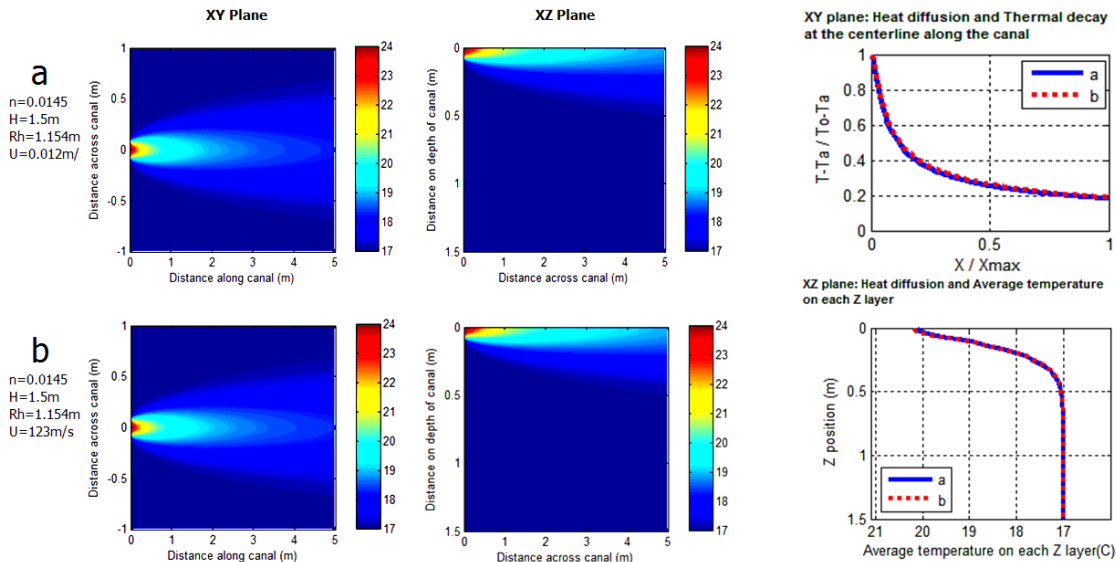 XY Plane
XZ Plane
XY plane: Heat diffusion and Thermal decay
at the centerline along the canal
a
n=0.0145
H=1.5m
Rh=1.154m
U=0.012m/
Distance across canal (m)
1
0.5
0
-0.5
-1
0 1 2 3 4 5
Distance along canal (m)
24
23
22
21
20
19
18
17
Distance on depth of canal (m)
0
0.5
1
1.5
0 1 2 3 4 5
Distance across canal (m)
24
23
22
21
20
19
18
17
T-Ta / To-Ta
1
0.8
0.6
0.4
0.2
0
0 0.5 1
X / Xmax
a
b
b
n=0.0145
H=1.5m
Rh=1.154m
U=123m/s
Distance across canal (m)
1
0.5
0
-0.5
-1
0 1 2 3 4 5
Distance along canal (m)
24
23
22
21
20
19
18
17
Distance on depth of canal (m)
0
0.5
1
1.5
0 1 2 3 4 5
Distance across canal (m)
24
23
22
21
20
19
18
17
XZ plane: Heat diffusion and Average temperature
on each Z layer
Z position (m)
0
0.5
1
1.5
21 20 19 18 17
Average temperature on each Z layer(C)
a
b